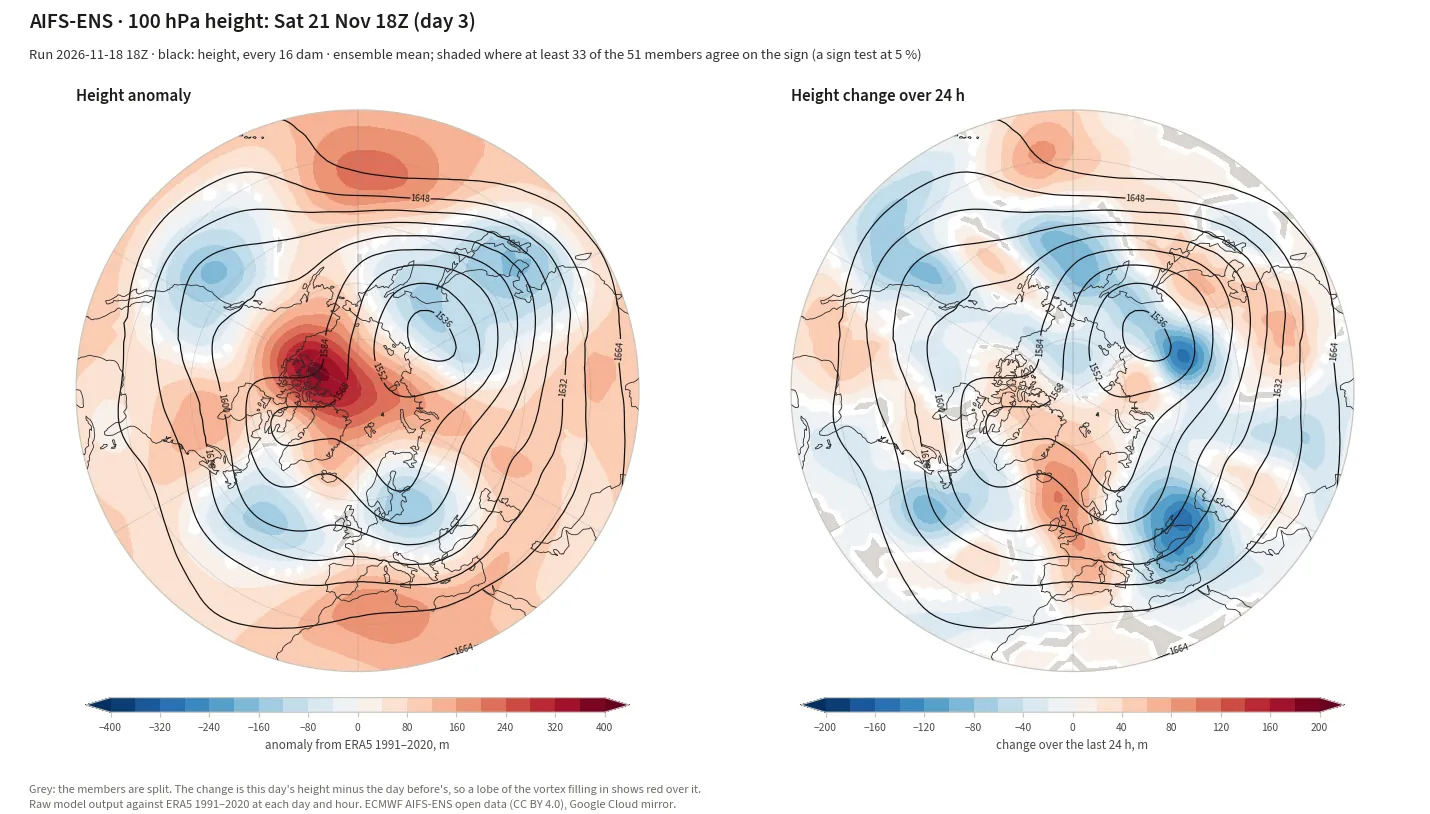 AIFS-ENS · 100 hPa height: Sat 21 Nov 18Z (day 3)
Run 2026-11-18 18Z · black: height, every 16 dam · ensemble mean; shaded where at least 33 of the 51 members agree on the sign (a sign test at 5 %)
Height anomaly
Height change over 24 h
1648
1536
1584
1552
1568
1664
1632
1600
1664
1648
1536
1584
1552
1568
1664
1632
1600
1664
−400 −320 −240 −160 −80 0 80 160 240 320 400
anomaly from ERA5 1991–2020, m
−200 −160 −120 −80 −40 0 40 80 120 160 200
change over the last 24 h, m
Grey: the members are split. The change is this day's height minus the day before's, so a lobe of the vortex filling in shows red over it.
Raw model output against ERA5 1991–2020 at each day and hour. ECMWF AIFS-ENS open data (CC BY 4.0), Google Cloud mirror.